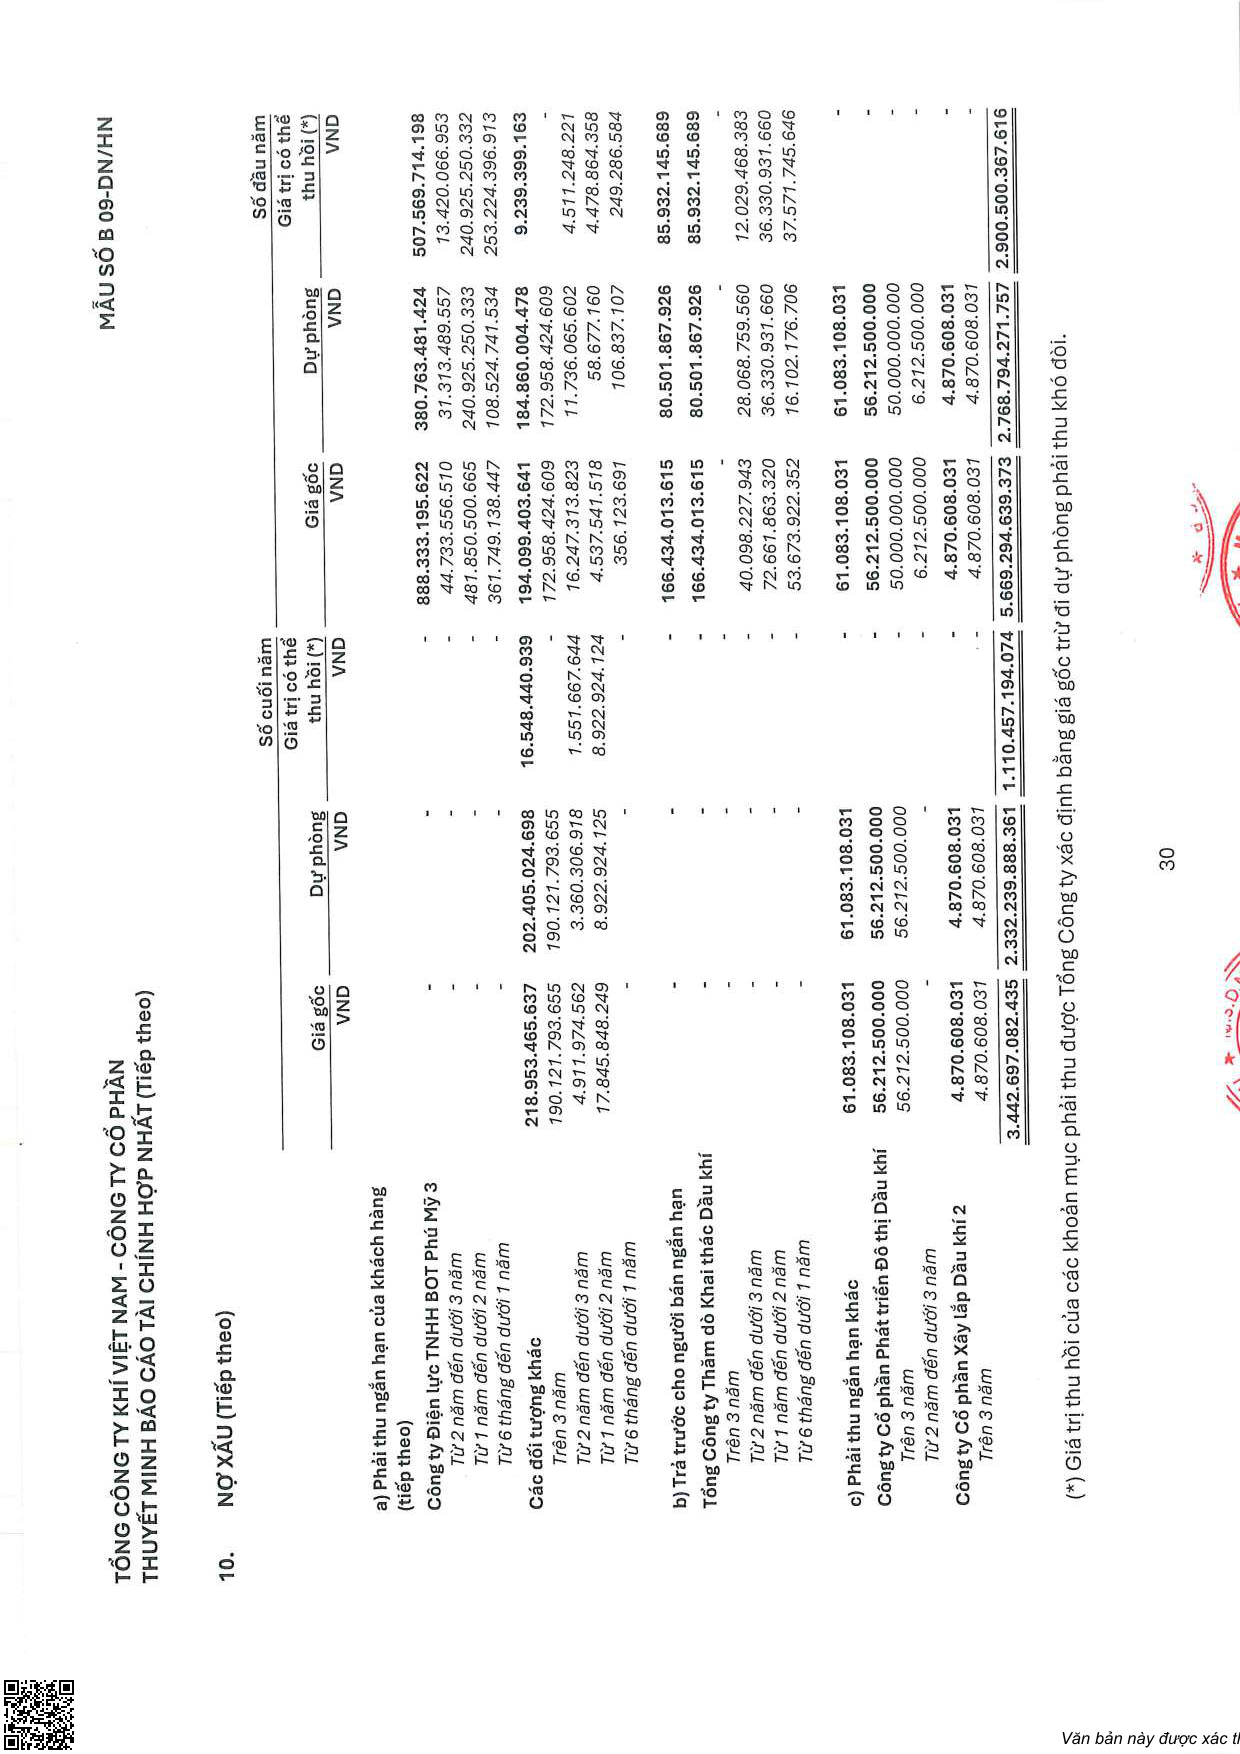 TỔNG CÔNG TY KHÍ VIỆT NAM - CÔNG TY CỔ PHẦN MẪU SỐ B 09-DN/HN
THUYẾT MINH BÁO CÁO TÀI CHÍNH HỢP NHẤT (Tiếp theo)
10. NỢ XẤU (Tiếp theo)
Số cuối năm Số đầu năm
Giá gốc Dự phòng Giá trị có thể thu hồi (*) Giá gốc Dự phòng Giá trị có thể thu hồi (*)
VND VND VND VND VND VND
a) Phải thu ngắn hạn của khách hàng
(tiếp theo)
Công ty Điện lực TNHH BOT Phú Mỹ 3 - - - 888.333.195.622 380.763.481.424 507.569.714.198
Từ 2 năm đến dưới 3 năm - - - 44.733.556.510 31.313.489.557 13.420.066.953
Từ 1 năm đến dưới 2 năm - - - 481.850.500.665 240.925.250.333 240.925.250.332
Từ 6 tháng đến dưới 1 năm - - - 361.749.138.447 108.524.741.534 253.224.396.913
Các đối tượng khác 218.953.465.637 202.405.024.698 16.548.440.939 194.099.403.641 184.860.004.478 9.239.399.163
Trên 3 năm 190.121.793.655 190.121.793.655 - 172.958.424.609 172.958.424.609 -
Từ 2 năm đến dưới 3 năm 4.911.974.562 3.360.306.918 1.551.667.644 16.247.313.823 11.736.065.602 4.511.248.221
Từ 1 năm đến dưới 2 năm 17.845.848.249 8.922.924.125 8.922.924.124 4.537.541.518 58.677.160 4.478.864.358
Từ 6 tháng đến dưới 1 năm - - - 356.123.691 106.837.107 249.286.584
b) Trả trước cho người bán ngắn hạn - - - 166.434.013.615 80.501.867.926 85.932.145.689
Tổng Công ty Thăm dò Khai thác Dầu khí - - - 166.434.013.615 80.501.867.926 85.932.145.689
Trên 3 năm - - - - - -
Từ 2 năm đến dưới 3 năm - - - 40.098.227.943 28.068.759.560 12.029.468.383
Từ 1 năm đến dưới 2 năm - - - 72.661.863.320 36.330.931.660 36.330.931.660
Từ 6 tháng đến dưới 1 năm - - - 53.673.922.352 16.102.176.706 37.571.745.646
c) Phải thu ngắn hạn khác 61.083.108.031 61.083.108.031 - 61.083.108.031 61.083.108.031 -
Công ty Cổ phần Phát triển Đô thị Dầu khí 56.212.500.000 56.212.500.000 - 56.212.500.000 56.212.500.000 -
Trên 3 năm 56.212.500.000 56.212.500.000 - 50.000.000.000 50.000.000.000 -
Từ 2 năm đến dưới 3 năm - - - 6.212.500.000 6.212.500.000 -
Công ty Cổ phần Xây lắp Dầu khí 2 4.870.608.031 4.870.608.031 - 4.870.608.031 4.870.608.031 -
Trên 3 năm 4.870.608.031 4.870.608.031 - 4.870.608.031 4.870.608.031 -
3.442.697.082.435 2.332.239.888.361 1.110.457.194.074 5.669.294.639.373 2.768.794.271.757 2.900.500.367.616
(*) Giá trị thu hồi của các khoản mục phải thu được Tổng Công ty xác định bằng giá gốc trừ đi dự phòng phải thu khó đòi.
30
Văn bản này được xác th